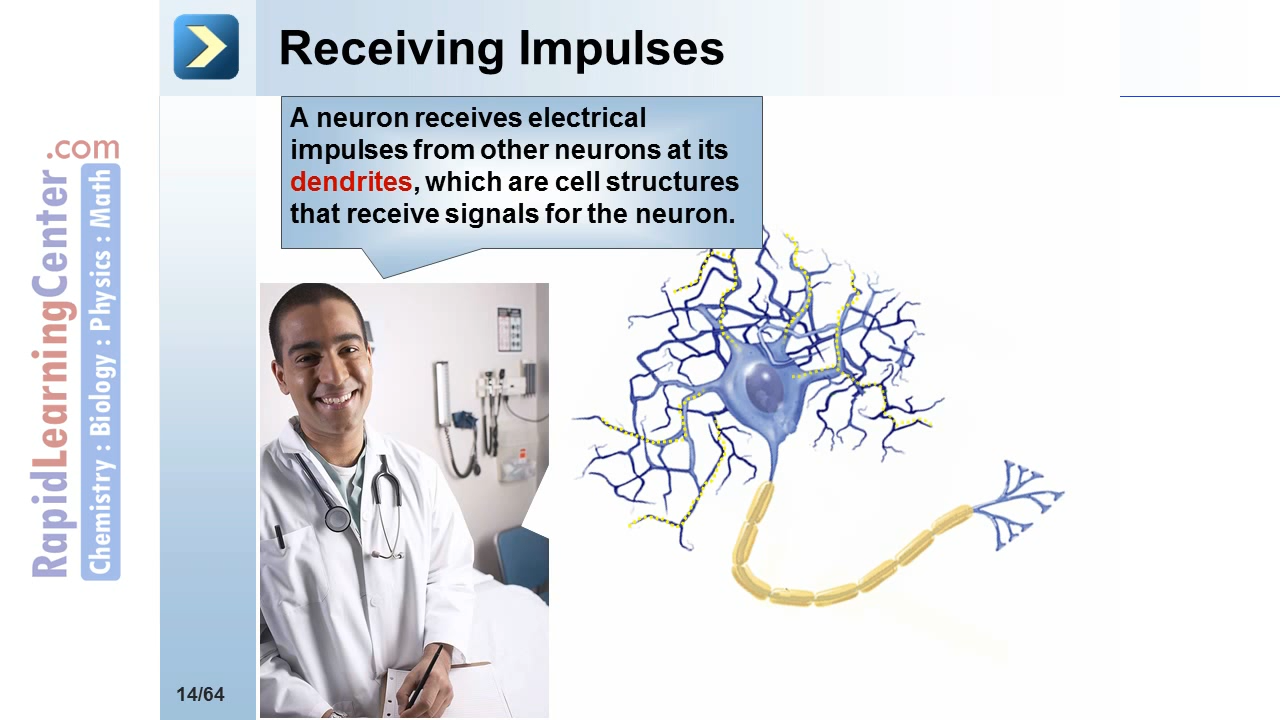 Receiving Impulses
A neuron receives electrical
impulses from other neurons at its
dendrites, which are cell structures
that receive signals for the neuron.
RapidLearningCenter.com
Chemistry : Biology : Physics : Math
14/64